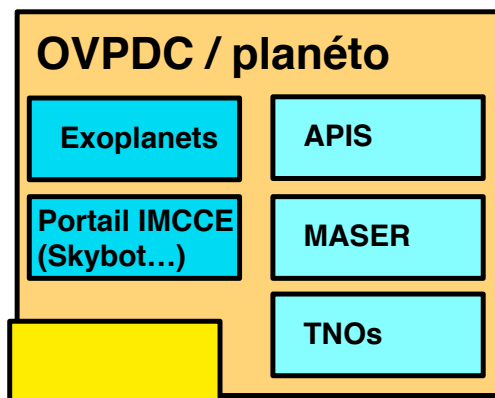 OVPDC / planéto
Exoplanets
Portail IMCCE
(Skybot…)
APIS
MASER
TNOs